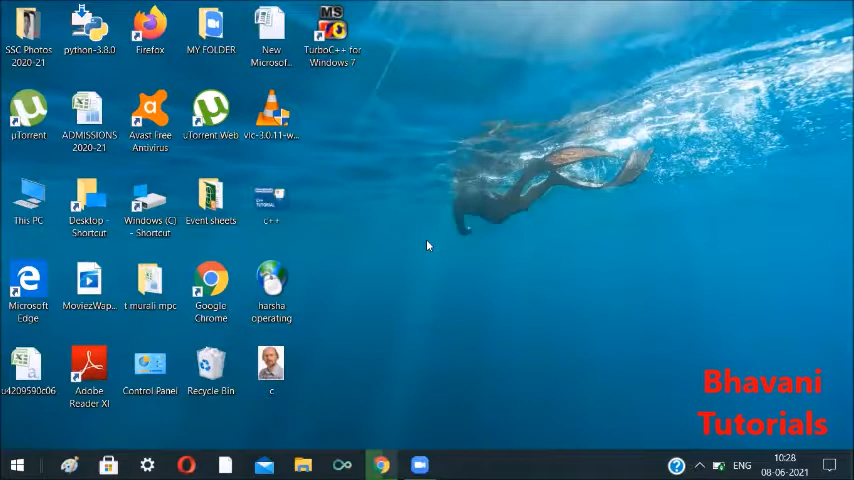 SSC Photos
2020-21
python-3.8.0
Firefox
MY FOLDER
New
Microsof...
MS
TurboC++ for
Windows 7
µTorrent
ADMISSIONS
2020-21
Avast Free
Antivirus
uTorrent Web
vlc-3.0.11-w...
This PC
Desktop -
Shortcut
Windows (C)
- Shortcut
Event sheets
C++
TUTORIAL
c++
Microsoft
Edge
MoviezWap...
t murali mpc
Google
Chrome
harsha
operating
u4209590c06
Adobe
Reader XI
Control Panel
Recycle Bin
c
Bhavani
Tutorials
ENG
10:28
08-06-2021